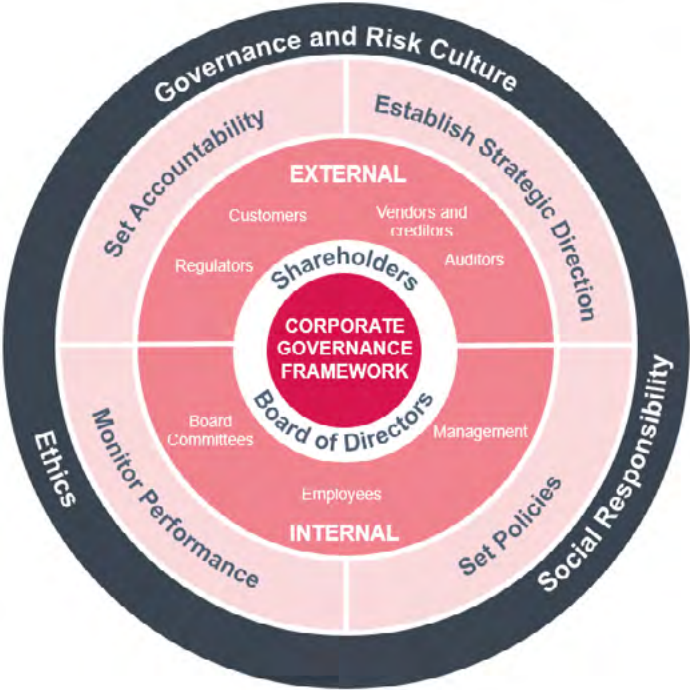 Governance and Risk Culture
Set Accountability
Establish Strategic Direction
EXTERNAL
Customers
Vendors and
creditors
Regulators
Auditors
Shareholders
CORPORATE
GOVERNANCE
FRAMEWORK
Board of Directors
Board
Committees
Management
Employees
INTERNAL
Monitor Performance
Set Policies
Ethics
Social Responsibility